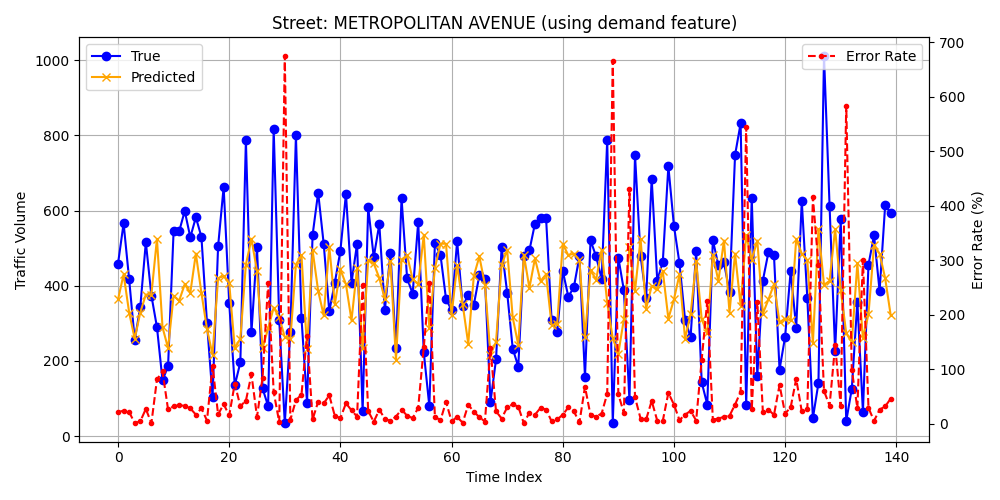 Street: METROPOLITAN AVENUE (using demand feature)
True
Predicted
Error Rate
Traffic Volume
1000
800
600
400
200
0
700
600
500
400
300
200
100
0
Error Rate (%)
0 20 40 60 80 100 120 140
Time Index